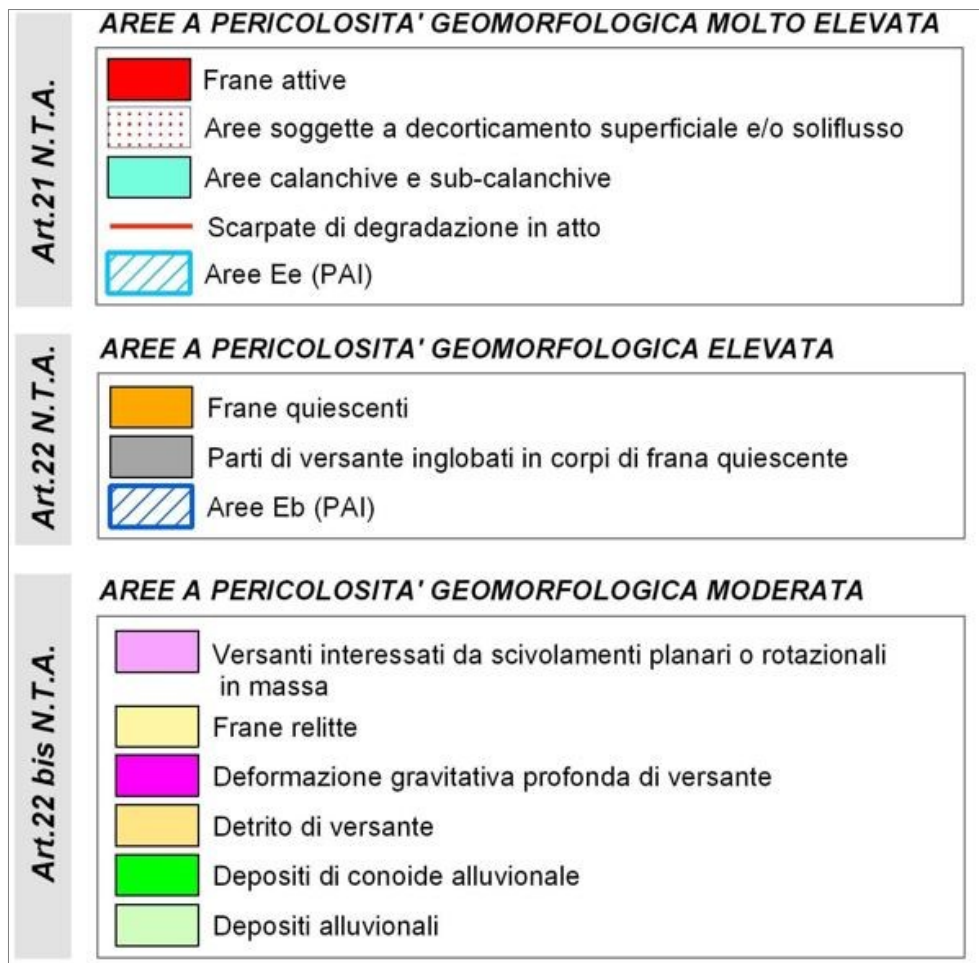 Art.21 N.T.A.
AREE A PERICOLOSITA' GEOMORFOLOGICA MOLTO ELEVATA
Frane attive
Aree soggette a decorticamento superficiale e/o soliflusso
Aree calanchive e sub-calanchive
Scarpate di degradazione in atto
Aree Ee (PAI)
Art.22 N.T.A.
AREE A PERICOLOSITA' GEOMORFOLOGICA ELEVATA
Frane quiescenti
Parti di versante inglobati in corpi di frana quiescente
Aree Eb (PAI)
Art.22 bis N.T.A.
AREE A PERICOLOSITA' GEOMORFOLOGICA MODERATA
Versanti interessati da scivolamenti planari o rotazionali
in massa
Frane relitte
Deformazione gravitativa profonda di versante
Detrito di versante
Depositi di conoide alluvionale
Depositi alluvionali